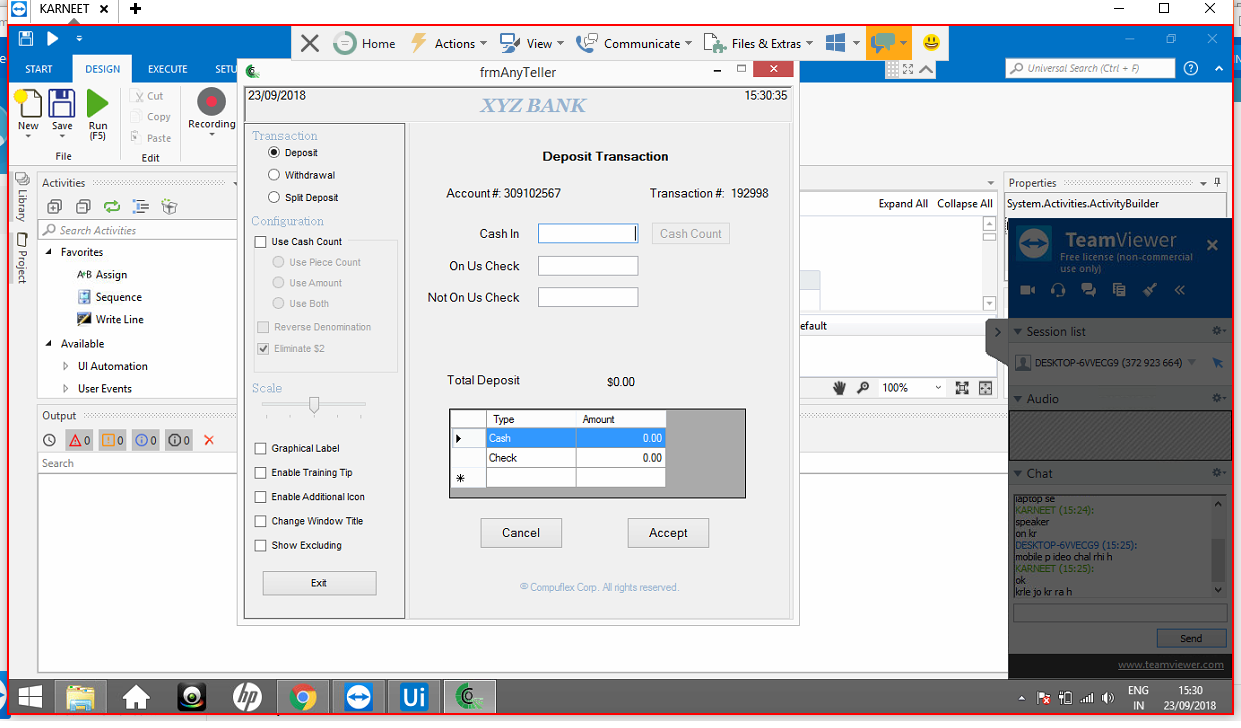 KARNEET
Home
Actions
View
Communicate
Files & Extras
START
DESIGN
EXECUTE
SETU
frmAnyTeller
Universal Search (Ctrl + F)
New
Save
Run
(F5)
File
Cut
Copy
Paste
Edit
Recording
23/09/2018
XYZ BANK
15:30:35
Library
Project
Activities
Search Activities
Favorites
A+B Assign
Sequence
Write Line
Available
UI Automation
User Events
Output
0
0
0
0
Search
Transaction
Deposit
Withdrawal
Split Deposit
Configuration
Use Cash Count
Use Piece Count
Use Amount
Use Both
Reverse Denomination
Eliminate $2
Scale
Graphical Label
Enable Training Tip
Enable Additional Icon
Change Window Title
Show Excluding
Exit
Deposit Transaction
Account #: 309102567
Transaction #: 192998
Cash In
Cash Count
On Us Check
Not On Us Check
Total Deposit
$0.00
Type Amount
Cash 0.00
Check 0.00
Cancel
Accept
© Compuflex Corp. All rights reserved.
Expand All Collapse All
efault
100%
Properties
System.Activities.ActivityBuilder
TeamViewer
Free license (non-commercial
use only)
Session list
DESKTOP-6VVECG9 (372 923 664)
Audio
Chat
laptop se
KARNEET (15:24):
speaker
on kr
DESKTOP-6VVECG9 (15:25):
mobile p ideo chal rhi h
KARNEET (15:25):
ok
krle jo kr ra h
Send
www.teamviewer.com
hp
Ui
ENG
IN
15:30
23/09/2018